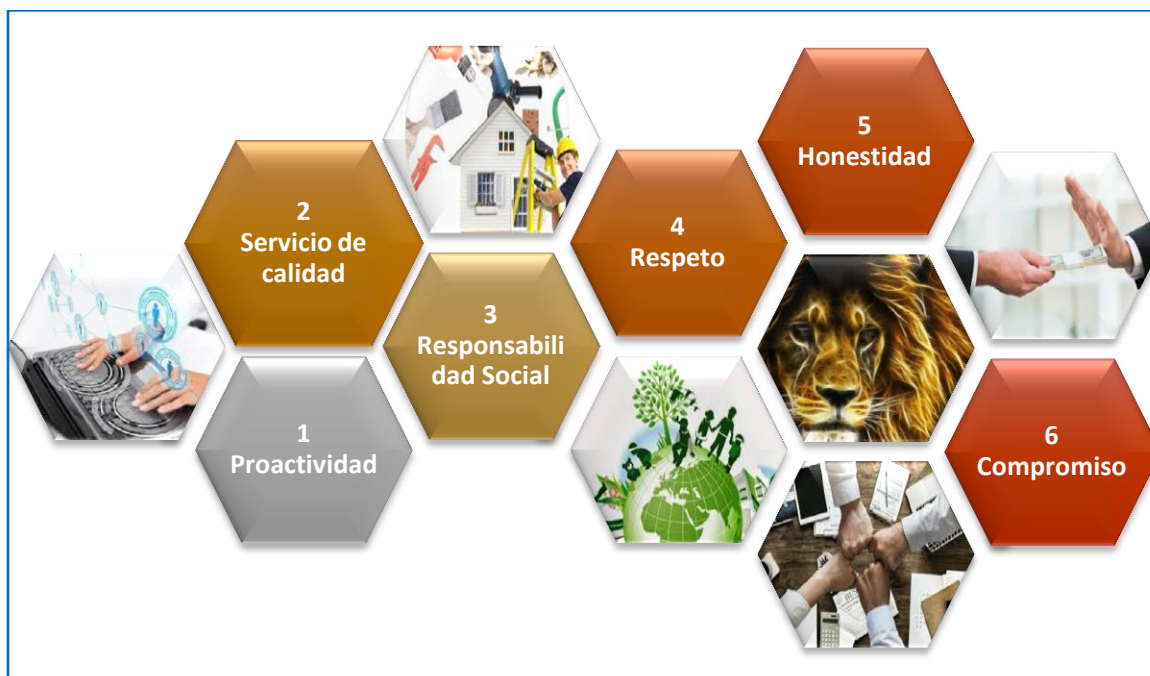 1
Proactividad
2
Servicio de
calidad
3
Responsabili
dad Social
4
Respeto
5
Honestidad
6
Compromiso